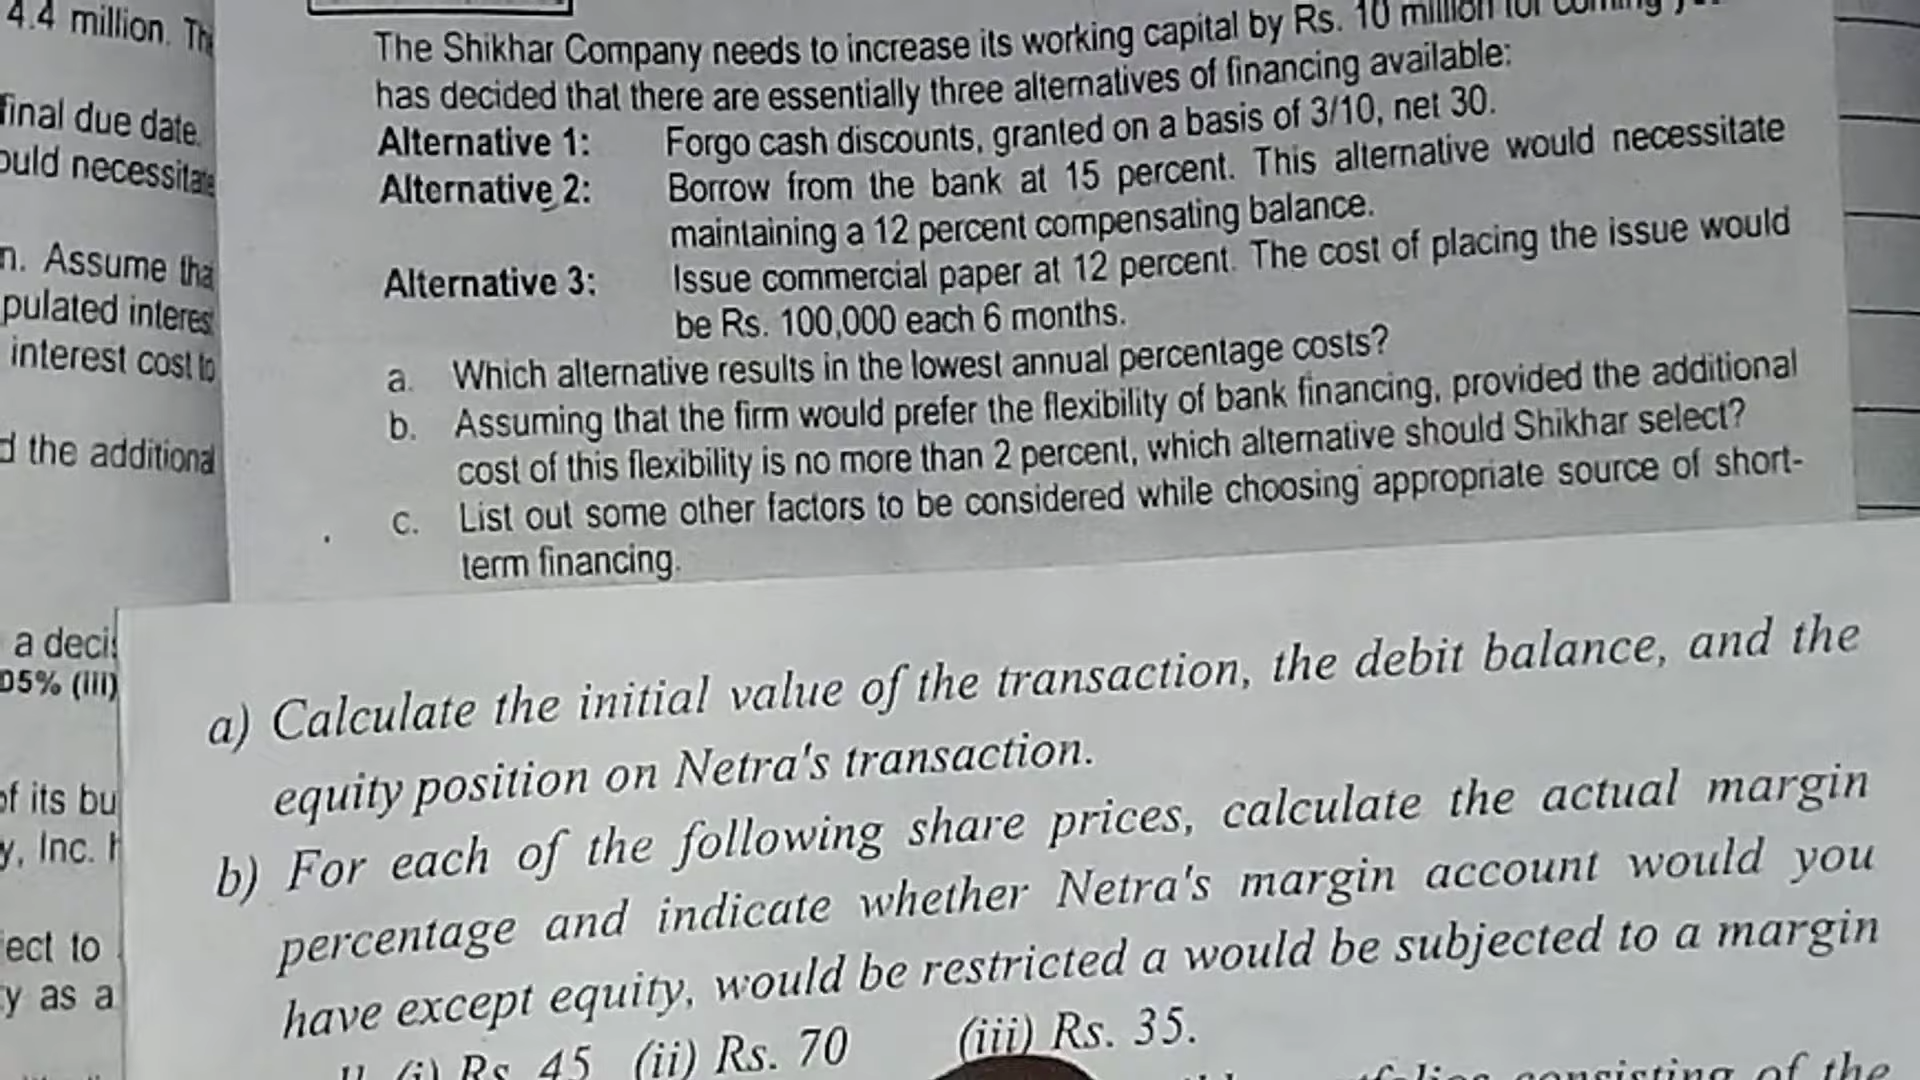 4.4 million. Th
final due date.
ould necessitate
n. Assume tha
pulated interes
interest cost to
d the additional
a decis
05% (iii)
of its bu
y, Inc. h
ect to
y as a
The Shikhar Company needs to increase its working capital by Rs. 10 million for coming
has decided that there are essentially three alternatives of financing available:
Alternative 1: Forgo cash discounts, granted on a basis of 3/10, net 30.
Alternative 2: Borrow from the bank at 15 percent. This alternative would necessitate
maintaining a 12 percent compensating balance.
Alternative 3: Issue commercial paper at 12 percent. The cost of placing the issue would
be Rs. 100,000 each 6 months.
a. Which alternative results in the lowest annual percentage costs?
b. Assuming that the firm would prefer the flexibility of bank financing, provided the additional
cost of this flexibility is no more than 2 percent, which alternative should Shikhar select?
c. List out some other factors to be considered while choosing appropriate source of short-
term financing.
a) Calculate the initial value of the transaction, the debit balance, and the
equity position on Netra's transaction.
b) For each of the following share prices, calculate the actual margin
percentage and indicate whether Netra's margin account would you
have except equity, would be restricted a would be subjected to a margin
(i) Rs. 45 (ii) Rs. 70 (iii) Rs. 35.
consisting of the